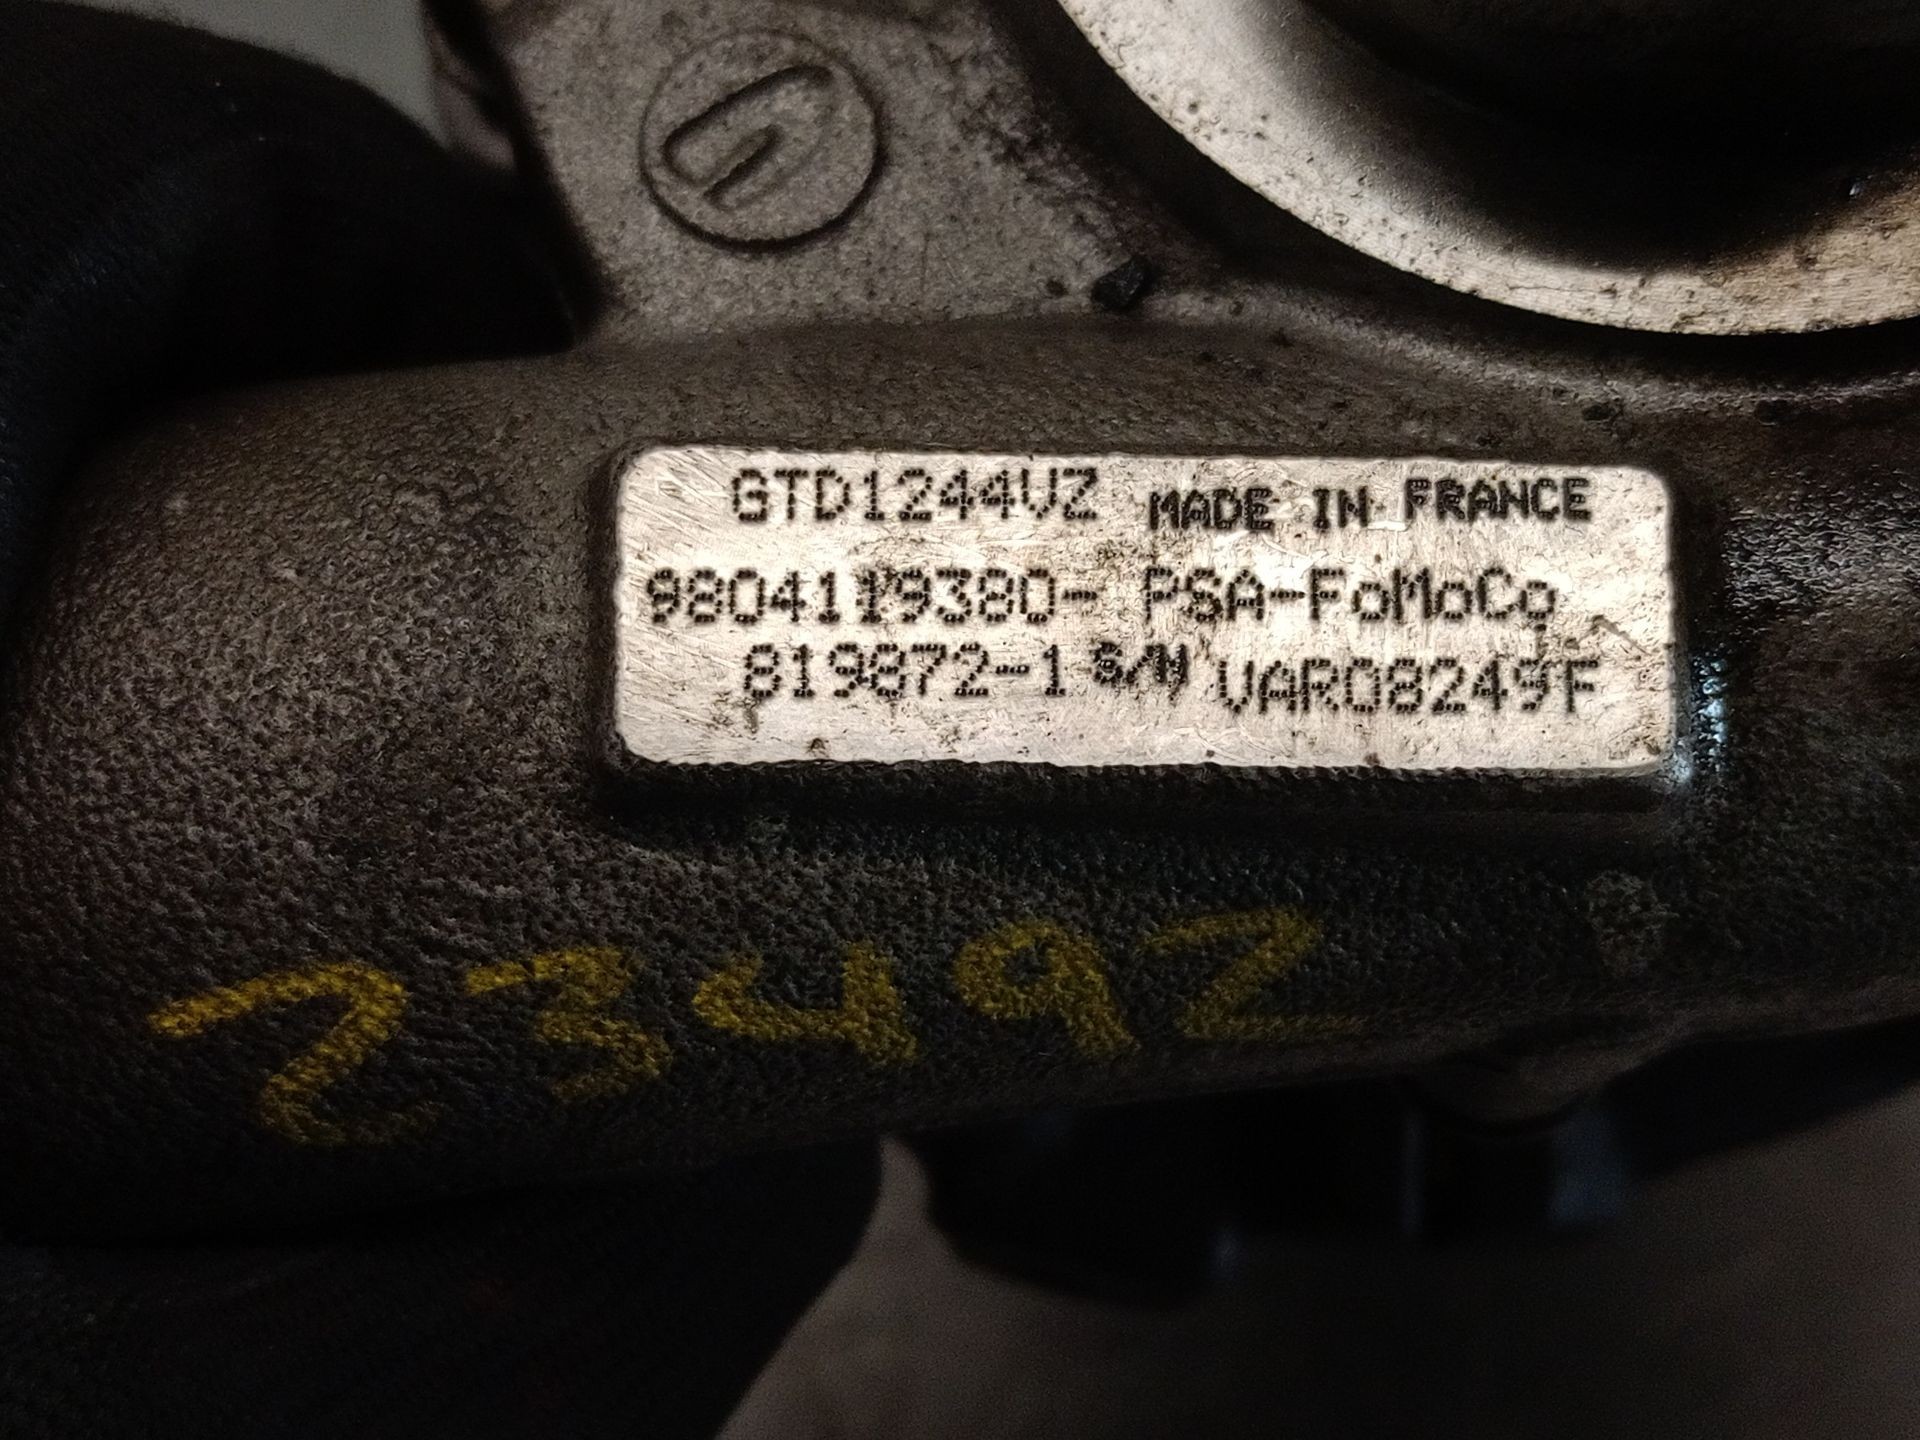 GTD1244VZ MADE IN FRANCE
9804119380- PSA-FoMoCo
819872-1 S/N VAR08249F
23492